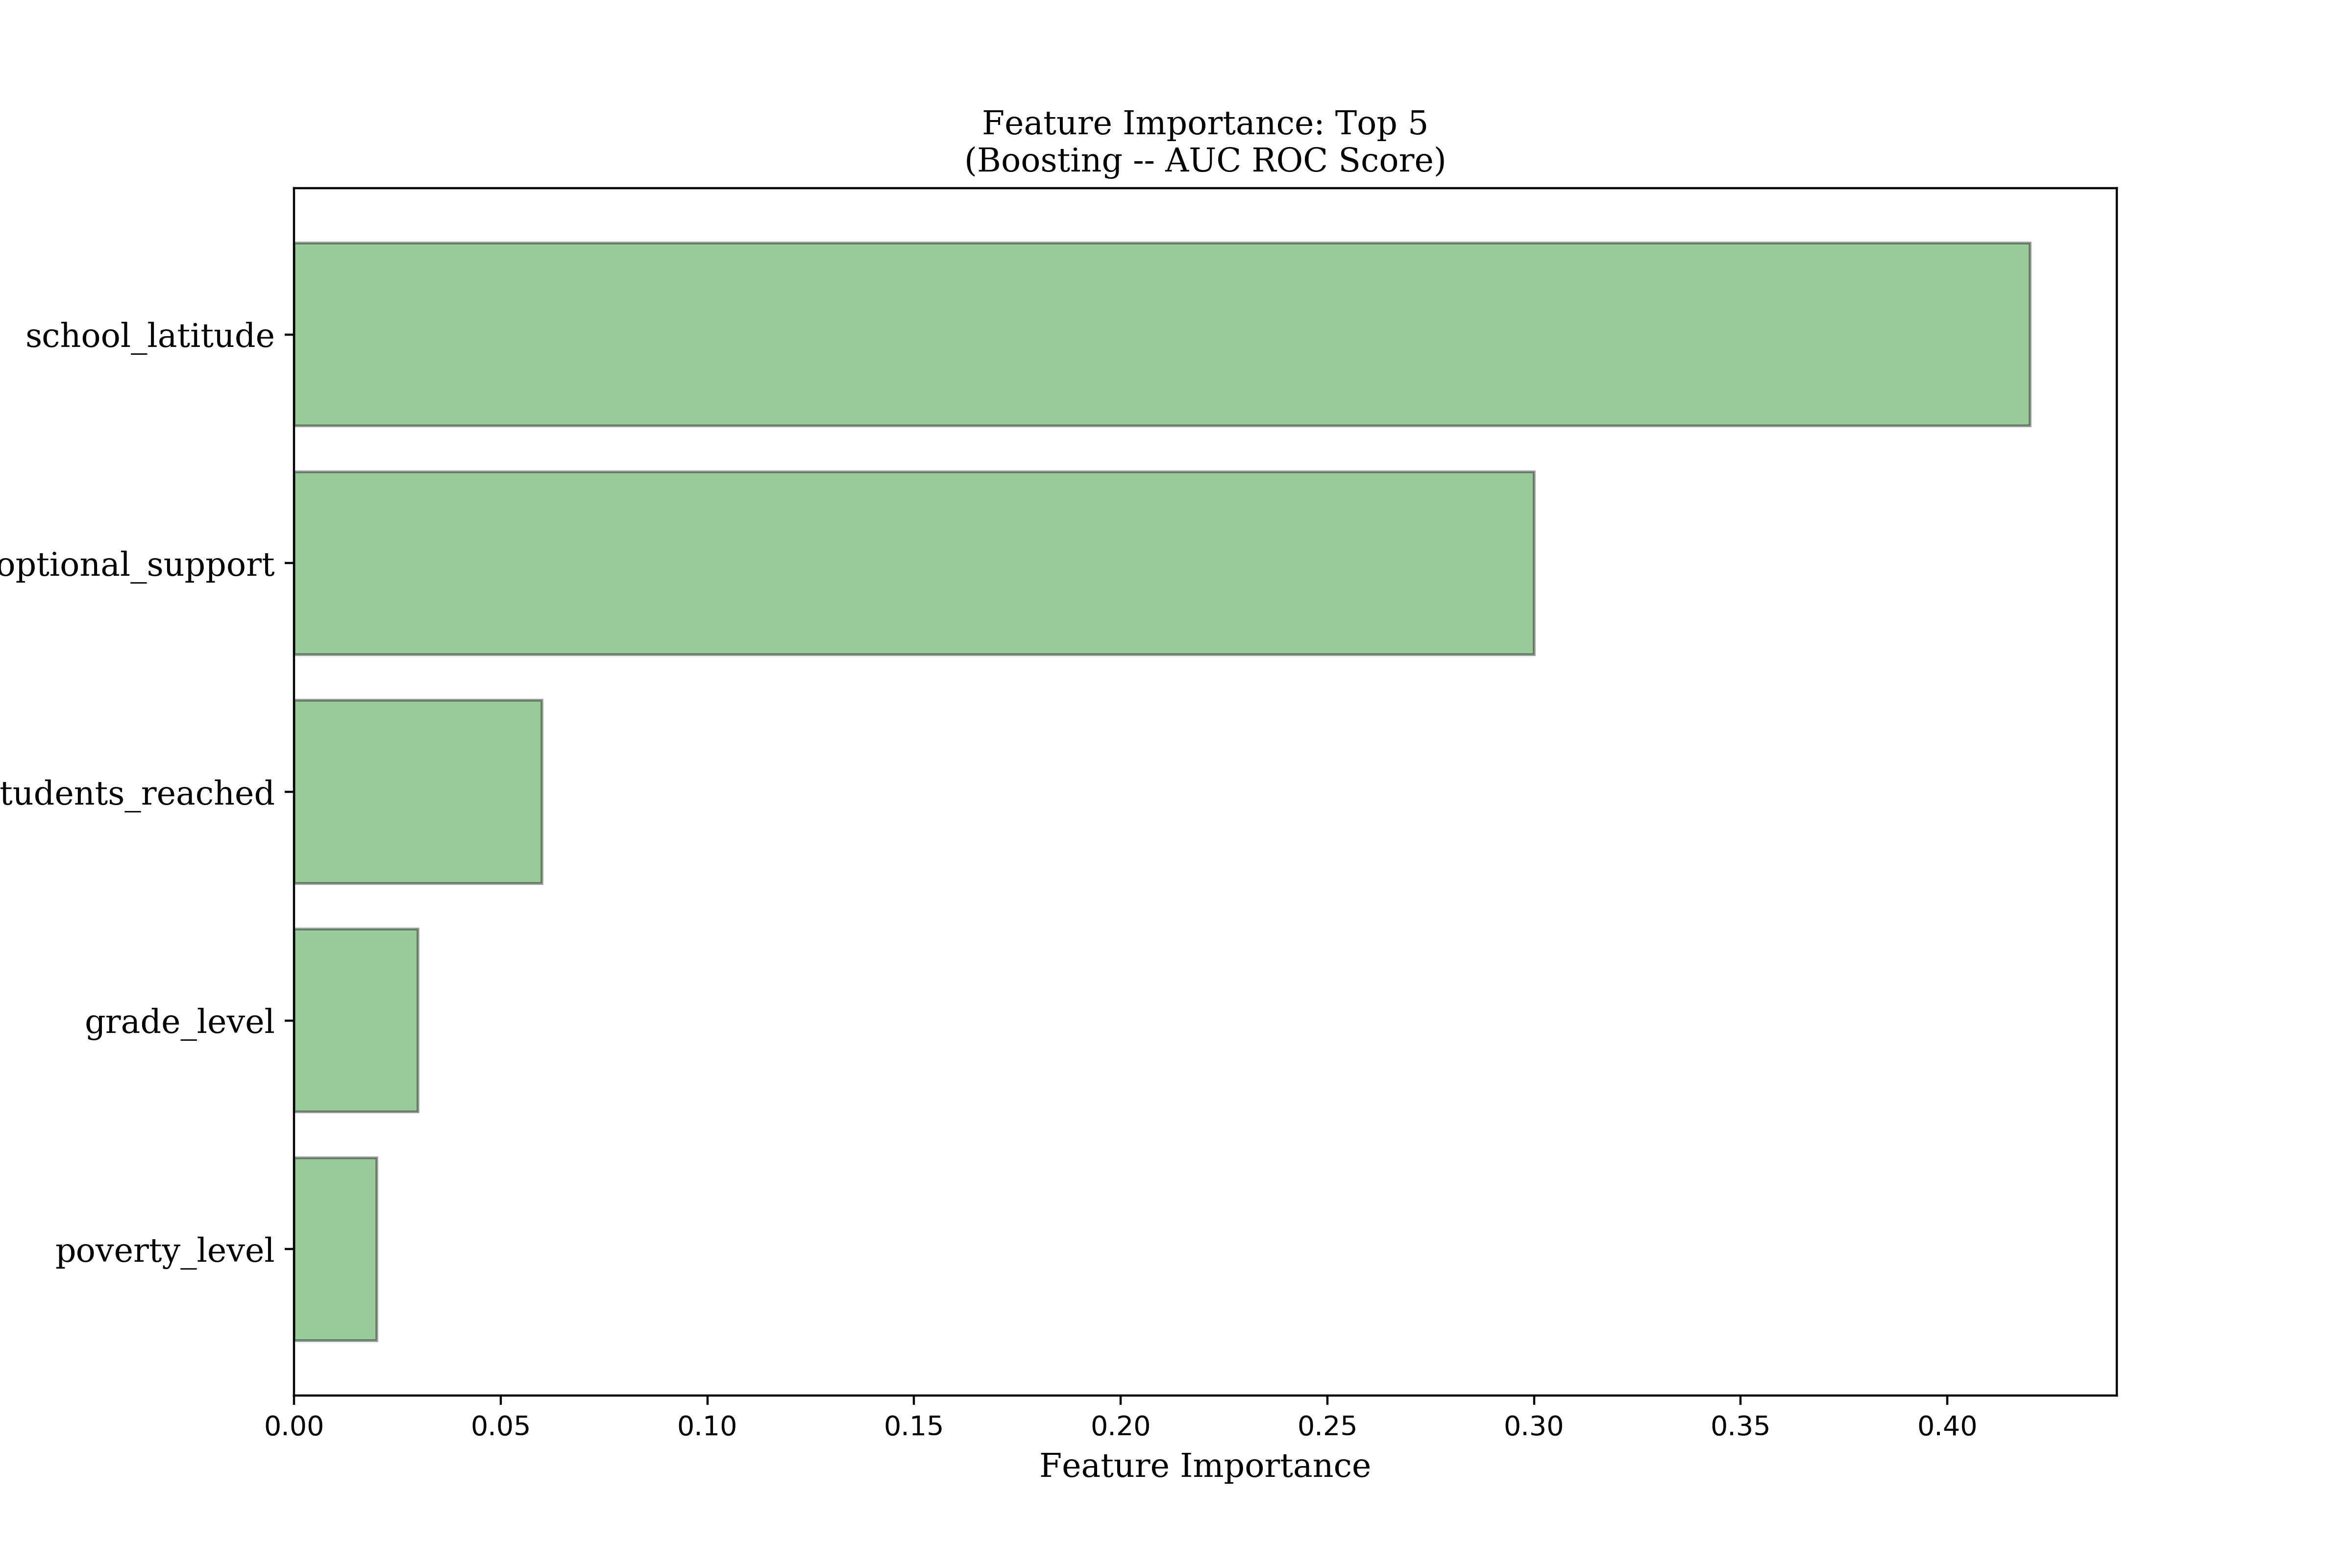 Feature Importance: Top 5
(Boosting -- AUC ROC Score)
school_latitude
optional_support
tudents_reached
grade_level
poverty_level
0.00 0.05 0.10 0.15 0.20 0.25 0.30 0.35 0.40
Feature Importance